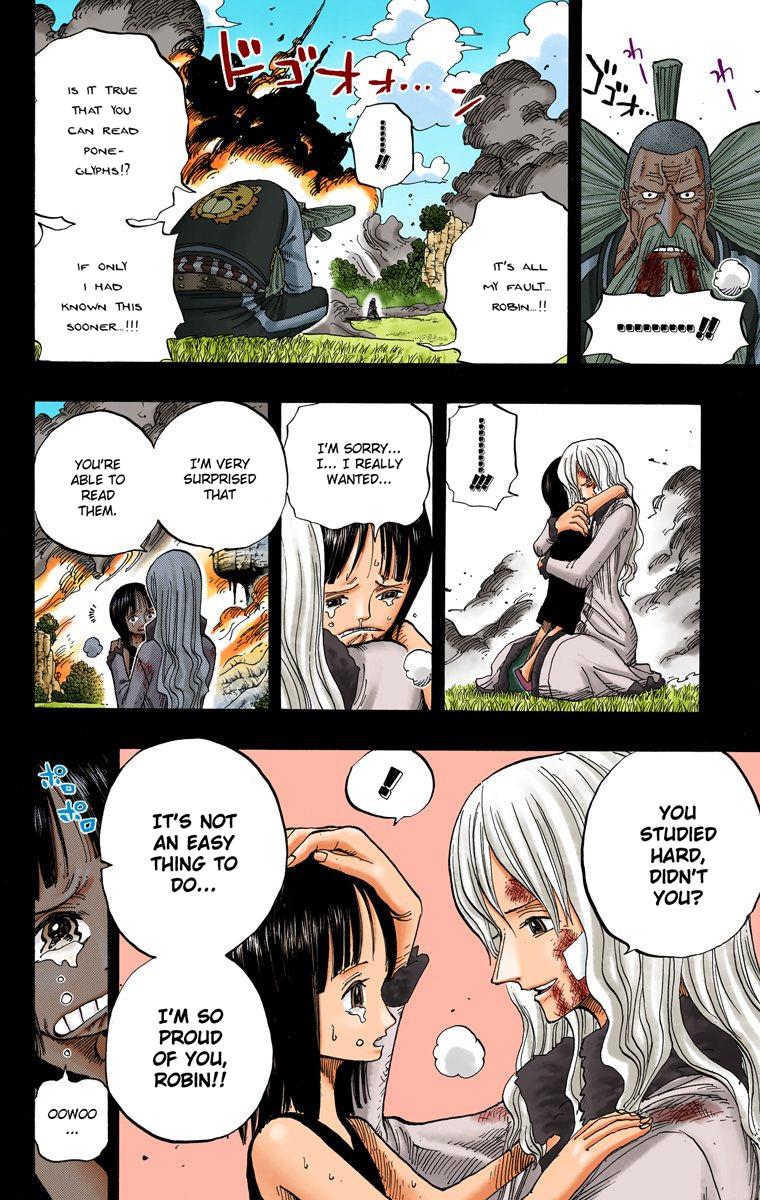 わー
わー
ドゴオォ…
.........!!
IT'S ALL
MY FAULT...
ROBIN...!!
ドゴオォオ...
........!!
IS IT TRUE
THAT YOU
CAN READ
PONE-
GLYPHS!?
IF ONLY
I HAD
KNOWN THIS
SOONER...!!!
.........!!!
I'M SORRY...
I... I REALLY
WANTED...
I'M VERY
SURPRISED
THAT
YOU'RE
ABLE TO
READ
THEM.
YOU
STUDIED
HARD,
DIDN'T
YOU?
!
IT'S NOT
AN EASY
THING TO
DO...
I'M SO
PROUD
OF YOU,
ROBIN!!
ポロ
ポロ
OOWOO
...